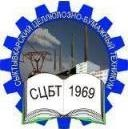 СЫКТЫВКАРСКИЙ ЦЕЛЛЮЛОЗНО-БУМАЖНЫЙ ТЕХНИКУМ
СЦБТ 1969